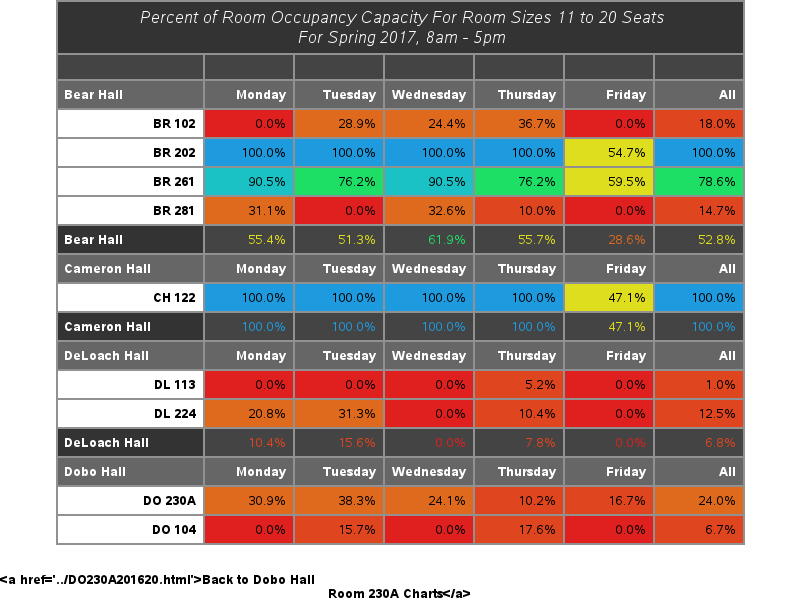 Percent of Room Occupancy Capacity For Room Sizes 11 to 20 Seats
For Spring 2017, 8am - 5pm
Bear Hall Monday Tuesday Wednesday Thursday Friday All
BR 102 0.0% 28.9% 24.4% 36.7% 0.0% 18.0%
BR 202 100.0% 100.0% 100.0% 100.0% 54.7% 100.0%
BR 261 90.5% 76.2% 90.5% 76.2% 59.5% 78.6%
BR 281 31.1% 0.0% 32.6% 10.0% 0.0% 14.7%
Bear Hall 55.4% 51.3% 61.9% 55.7% 28.6% 52.8%
Cameron Hall Monday Tuesday Wednesday Thursday Friday All
CH 122 100.0% 100.0% 100.0% 100.0% 47.1% 100.0%
Cameron Hall 100.0% 100.0% 100.0% 100.0% 47.1% 100.0%
DeLoach Hall Monday Tuesday Wednesday Thursday Friday All
DL 113 0.0% 0.0% 0.0% 5.2% 0.0% 1.0%
DL 224 20.8% 31.3% 0.0% 10.4% 0.0% 12.5%
DeLoach Hall 10.4% 15.6% 0.0% 7.8% 0.0% 6.8%
Dobo Hall Monday Tuesday Wednesday Thursday Friday All
DO 230A 30.9% 38.3% 24.1% 10.2% 16.7% 24.0%
DO 104 0.0% 15.7% 0.0% 17.6% 0.0% 6.7%
<a href='../DO230A201620.html'>Back to Dobo Hall
Room 230A Charts</a>